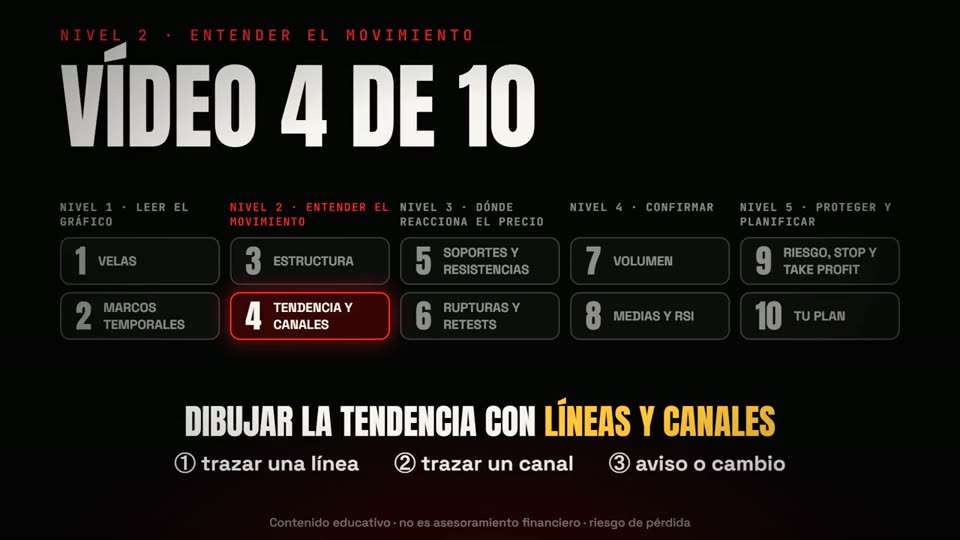 NIVEL 2 · ENTENDER EL MOVIMIENTO
VÍDEO 4 DE 10
NIVEL 1 · LEER EL
GRÁFICO
1 VELAS
2 MARCOS
TEMPORALES
NIVEL 2 · ENTENDER EL
MOVIMIENTO
3 ESTRUCTURA
4 TENDENCIA Y
CANALES
NIVEL 3 · DÓNDE
REACCIONA EL PRECIO
5 SOPORTES Y
RESISTENCIAS
6 RUPTURAS Y
RETESTS
NIVEL 4 · CONFIRMAR
7 VOLUMEN
8 MEDIAS Y RSI
NIVEL 5 · PROTEGER Y
PLANIFICAR
9 RIESGO, STOP Y
TAKE PROFIT
10 TU PLAN
DIBUJAR LA TENDENCIA CON LÍNEAS Y CANALES
① trazar una línea ② trazar un canal ③ aviso o cambio
Contenido educativo · no es asesoramiento financiero · riesgo de pérdida